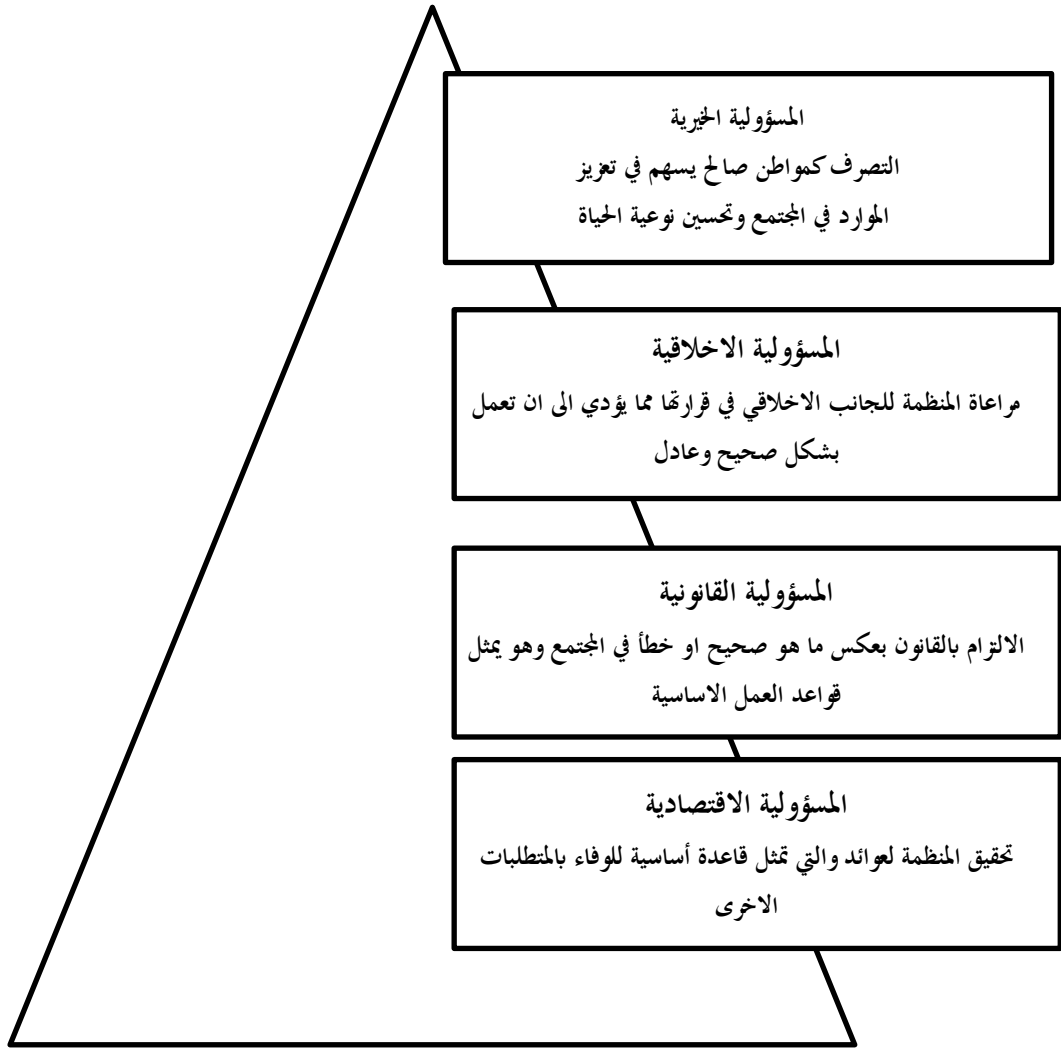 المسؤولية الخيرية
التصرف كمواطن صالح يسهم في تعزيز
الموارد في المجتمع وتحسين نوعية الحياة
المسؤولية الاخلاقية
مراعاة المنظمة للجانب الاخلاقي في قرارتها مما يؤدي الى ان تعمل
بشكل صحيح وعادل
المسؤولية القانونية
الالتزام بالقانون بعكس ما هو صحيح او خطأ في المجتمع وهو يمثل
قواعد العمل الاساسية
المسؤولية الاقتصادية
تحقيق المنظمة لعوائد والتي تمثل قاعدة أساسية للوفاء بالمتطلبات
الاخرى